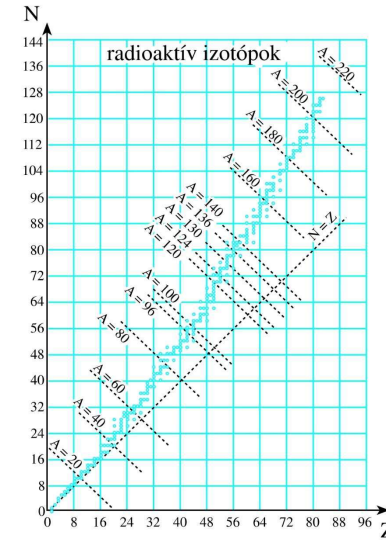 N
radioaktív izotópok
144
136
128
120
112
104
96
88
80
72
64
56
48
40
32
24
16
8
0
A = 220
A = 200
A = 180
A = 160
A = 140
A = 136
A = 130
A = 124
A = 120
A = 100
A = 96
A = 80
A = 60
A = 40
A = 20
N = Z
0 8 16 24 32 40 48 56 64 72 80 88 96
Z